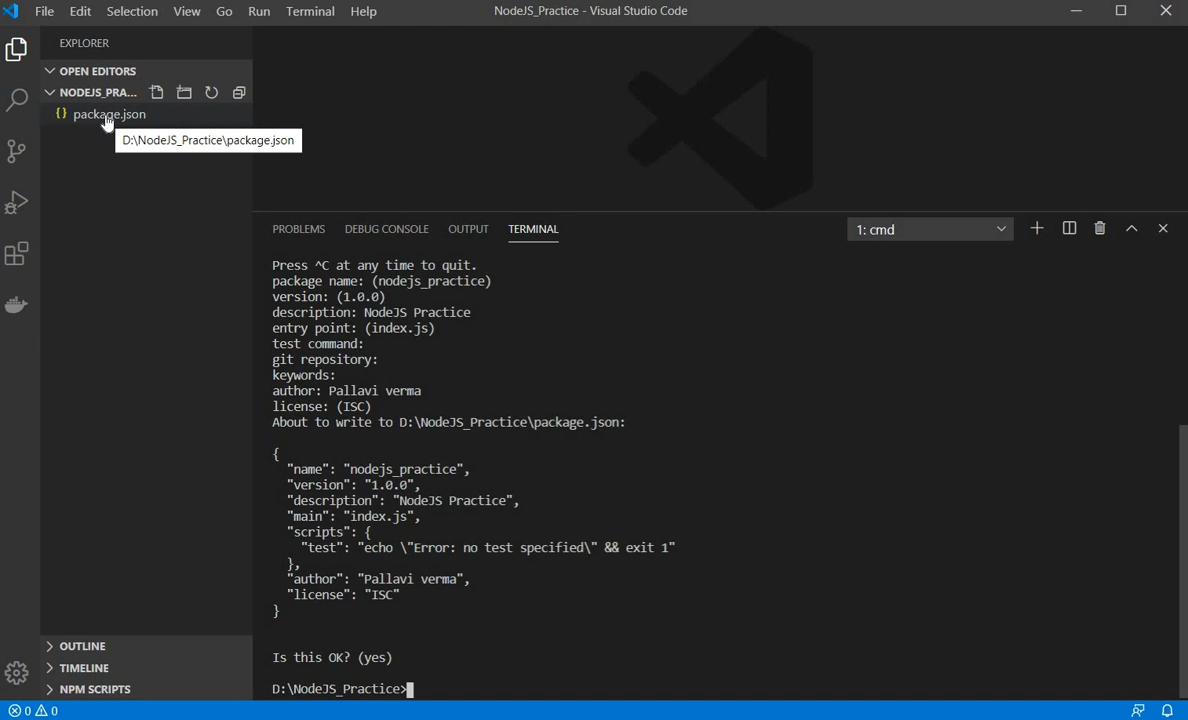 File Edit Selection View Go Run Terminal Help NodeJS_Practice - Visual Studio Code
EXPLORER
OPEN EDITORS
NODEJS_PRA...
{} package.json
D:\NodeJS_Practice\package.json
OUTLINE
TIMELINE
NPM SCRIPTS
PROBLEMS DEBUG CONSOLE OUTPUT TERMINAL 1: cmd
Press ^C at any time to quit.
package name: (nodejs_practice)
version: (1.0.0)
description: NodeJS Practice
entry point: (index.js)
test command:
git repository:
keywords:
author: Pallavi verma
license: (ISC)
About to write to D:\NodeJS_Practice\package.json:
{
  "name": "nodejs_practice",
  "version": "1.0.0",
  "description": "NodeJS Practice",
  "main": "index.js",
  "scripts": {
    "test": "echo \"Error: no test specified\" && exit 1"
  },
  "author": "Pallavi verma",
  "license": "ISC"
}
Is this OK? (yes)
D:\NodeJS_Practice>
0 0